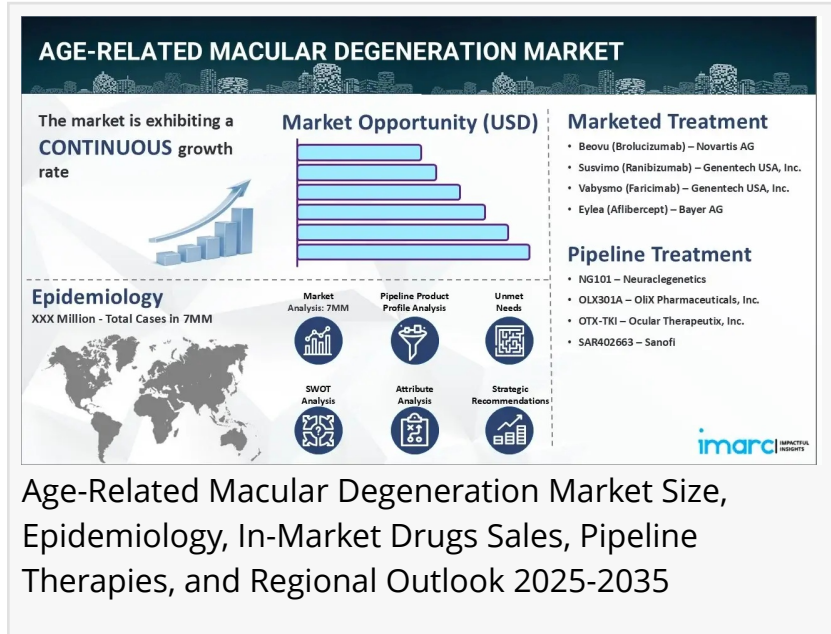 AGE-RELATED MACULAR DEGENERATION MARKET
The market is exhibiting a
CONTINUOUS growth
rate
Market Opportunity (USD)
Marketed Treatment
• Beovu (Brolucizumab) – Novartis AG
• Susvimo (Ranibizumab) – Genentech USA, Inc.
• Vabysmo (Faricimab) – Genentech USA, Inc.
• Eylea (Aflibercept) – Bayer AG
Pipeline Treatment
• NG101 – Neuraclegenetics
• OLX301A – OliX Pharmaceuticals, Inc.
• OTX-TKI – Ocular Therapeutix, Inc.
• SAR402663 – Sanofi
Epidemiology
XXX Million - Total Cases in 7MM
Market
Analysis: 7MM
Pipeline Product
Profile Analysis
Unmet
Needs
SWOT
Analysis
Attribute
Analysis
Strategic
Recommendations
?
imarc
IMPACTFUL
INSIGHTS
Age-Related Macular Degeneration Market Size,
Epidemiology, In-Market Drugs Sales, Pipeline
Therapies, and Regional Outlook 2025-2035